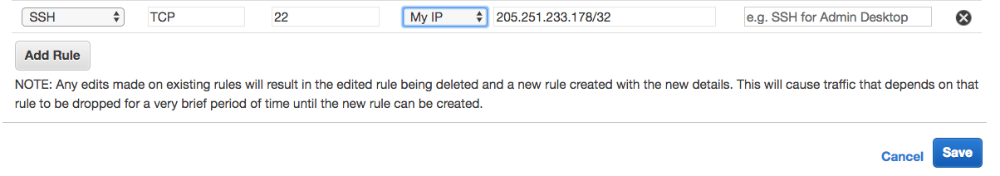 SSH TCP 22 My IP 205.251.233.178/32 e.g. SSH for Admin Desktop
Add Rule
NOTE: Any edits made on existing rules will result in the edited rule being deleted and a new rule created with the new details. This will cause traffic that depends on that
rule to be dropped for a very brief period of time until the new rule can be created.
Cancel Save